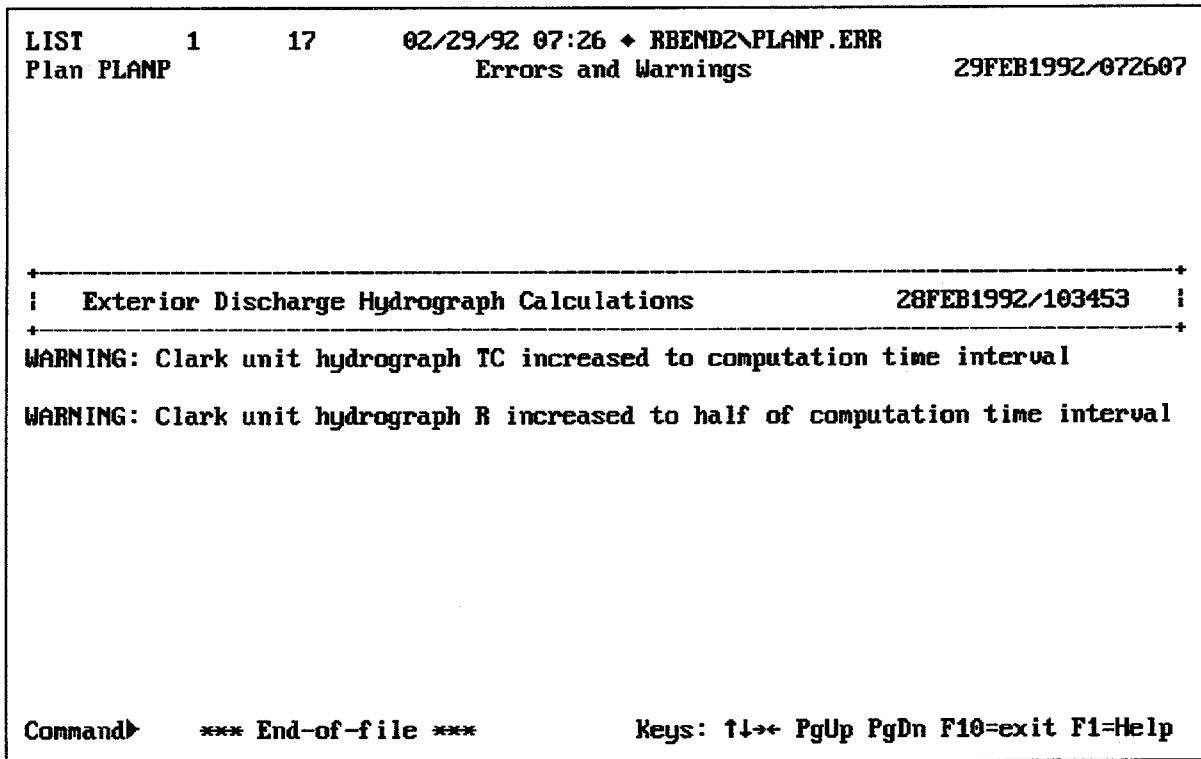 LIST 1 17 02/29/92 07:26 ♦ RBEND2\PLANP.ERR
Plan PLANP Errors and Warnings 29FEB1992/072607
Exterior Discharge Hydrograph Calculations 28FEB1992/103453
WARNING: Clark unit hydrograph TC increased to computation time interval
WARNING: Clark unit hydrograph R increased to half of computation time interval
Command► *** End-of-file *** Keys: ↑↓→← PgUp PgDn F10=exit F1=Help